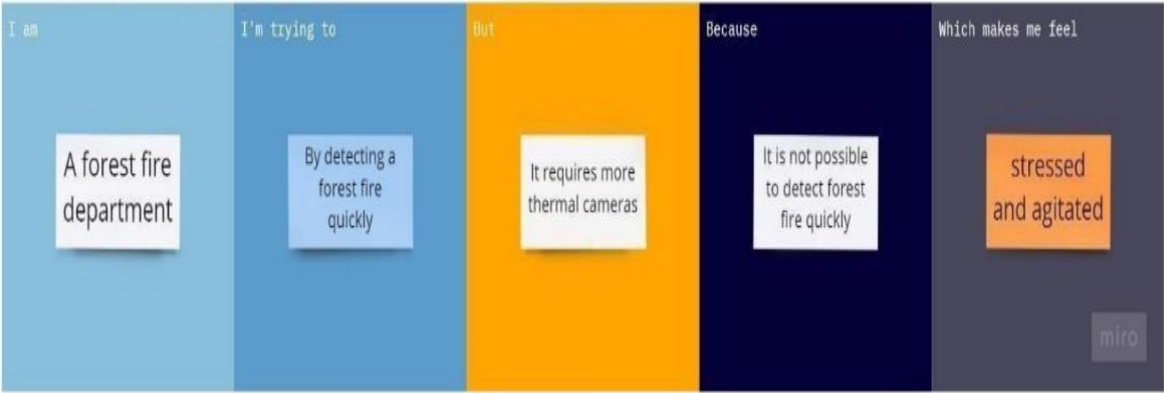 I am
I'm trying to
But
Because
Which makes me feel
A forest fire
department
By detecting a
forest fire
quickly
It requires more
thermal cameras
It is not possible
to detect forest
fire quickly
stressed
and agitated
miro